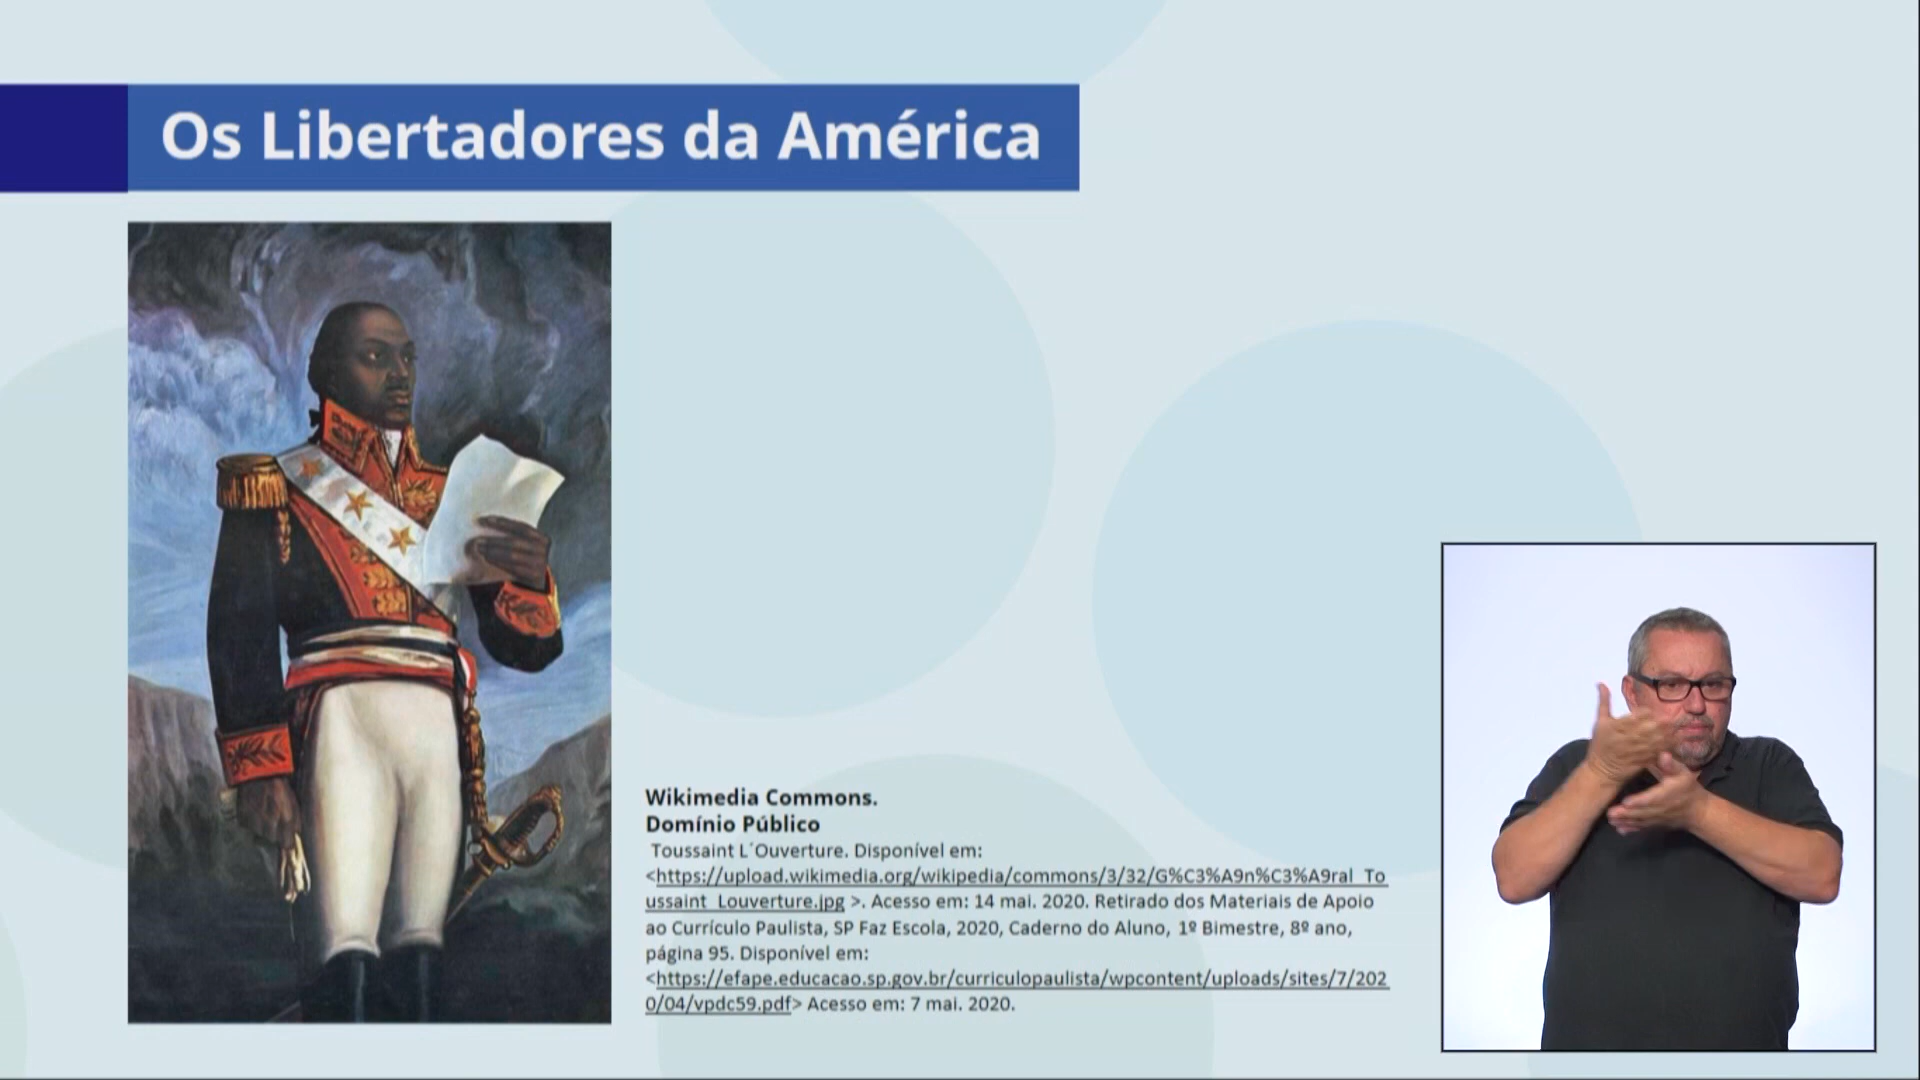 Os Libertadores da América
Wikimedia Commons.
Domínio Público
Toussaint L´Ouverture. Disponível em:
<https://upload.wikimedia.org/wikipedia/commons/3/32/G%C3%A9n%C3%A9ral_To
ussaint_Louverture.jpg >. Acesso em: 14 mai. 2020. Retirado dos Materiais de Apoio
ao Currículo Paulista, SP Faz Escola, 2020, Caderno do Aluno, 1º Bimestre, 8º ano,
página 95. Disponível em:
<https://efape.educacao.sp.gov.br/curriculopaulista/wpcontent/uploads/sites/7/202
0/04/vpdc59.pdf> Acesso em: 7 mai. 2020.